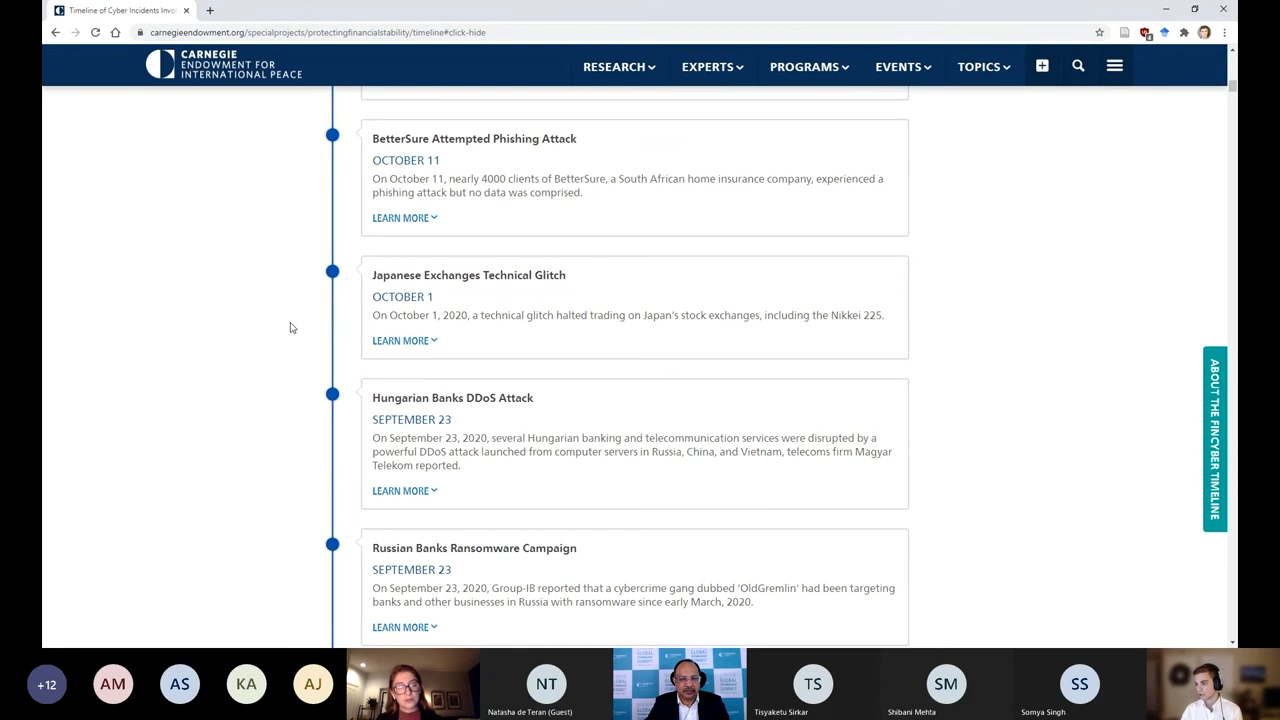 Timeline of Cyber Incidents Invo
carnegieendowment.org/specialprojects/protectingfinancialstability/timeline#click-hide
CARNEGIE
ENDOWMENT FOR
INTERNATIONAL PEACE
RESEARCH
EXPERTS
PROGRAMS
EVENTS
TOPICS
BetterSure Attempted Phishing Attack
OCTOBER 11
On October 11, nearly 4000 clients of BetterSure, a South African home insurance company, experienced a
phishing attack but no data was comprised.
LEARN MORE
Japanese Exchanges Technical Glitch
OCTOBER 1
On October 1, 2020, a technical glitch halted trading on Japan's stock exchanges, including the Nikkei 225.
LEARN MORE
Hungarian Banks DDoS Attack
SEPTEMBER 23
On September 23, 2020, several Hungarian banking and telecommunication services were disrupted by a
powerful DDoS attack launched from computer servers in Russia, China, and Vietnam, telecoms firm Magyar
Telekom reported.
LEARN MORE
Russian Banks Ransomware Campaign
SEPTEMBER 23
On September 23, 2020, Group-IB reported that a cybercrime gang dubbed 'OldGremlin' had been targeting
banks and other businesses in Russia with ransomware since early March, 2020.
LEARN MORE
ABOUT THE FINCYBER TIMELINE
+12
AM
AS
KA
AJ
NT
Natasha de Teran (Guest)
GLOBAL
SUMMIT
TS
Tisyaketu Sirkar
SM
Shibani Mehta
SS
Somya Singh